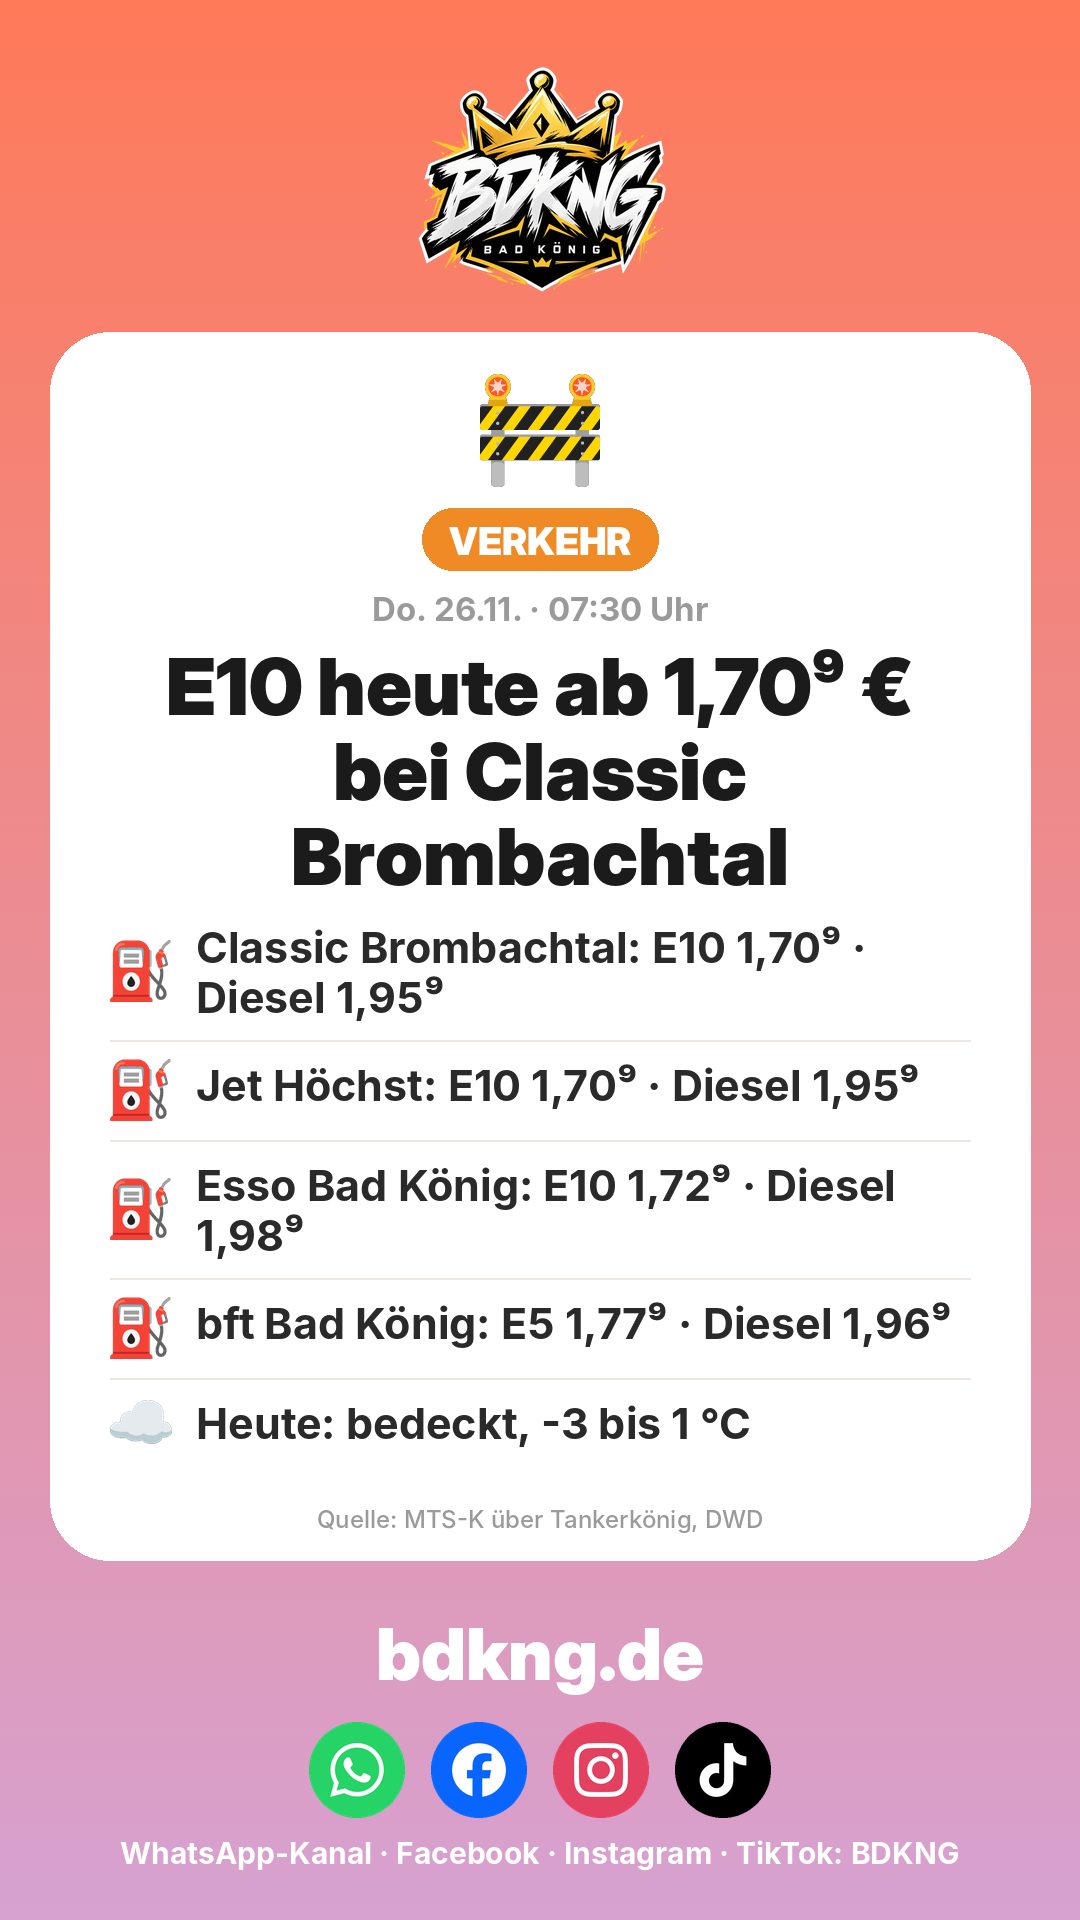 BDKNG
BAD KÖNIG
VERKEHR
Do. 26.11. · 07:30 Uhr
E10 heute ab 1,70⁹ €
bei Classic
Brombachtal
Classic Brombachtal: E10 1,70⁹ ·
Diesel 1,95⁹
Jet Höchst: E10 1,70⁹ · Diesel 1,95⁹
Esso Bad König: E10 1,72⁹ · Diesel
1,98⁹
bft Bad König: E5 1,77⁹ · Diesel 1,96⁹
Heute: bedeckt, -3 bis 1 °C
Quelle: MTS-K über Tankerkönig, DWD
bdkng.de
WhatsApp-Kanal · Facebook · Instagram · TikTok: BDKNG